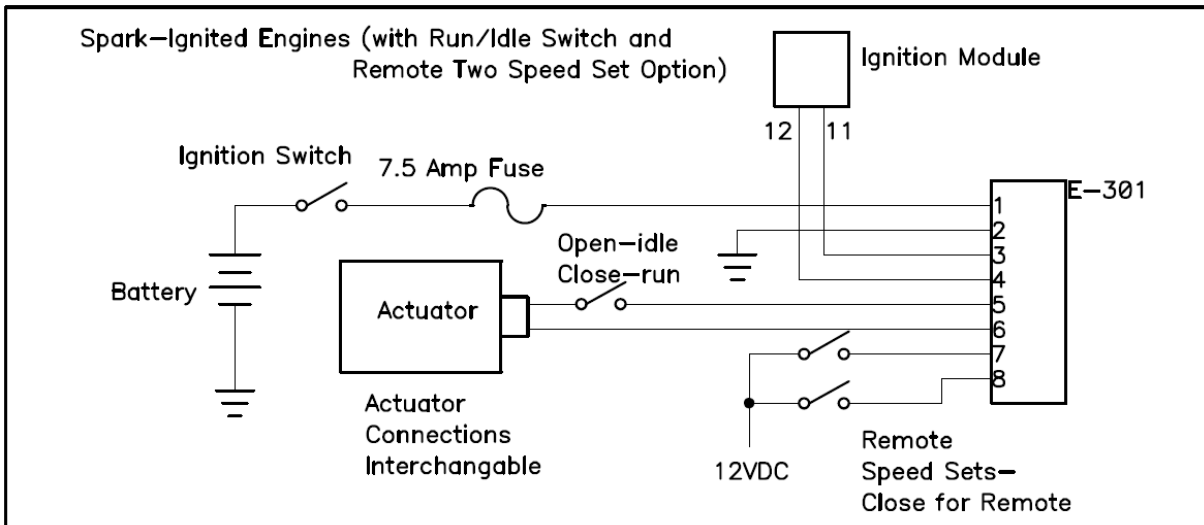 Spark-Ignited Engines (with Run/Idle Switch and
Remote Two Speed Set Option)
Ignition Module
12 11
Ignition Switch
7.5 Amp Fuse
E-301
1
2
3
4
5
6
7
8
Open-idle
Close-run
Battery
Actuator
Actuator
Connections
Interchangable
12VDC
Remote
Speed Sets-
Close for Remote